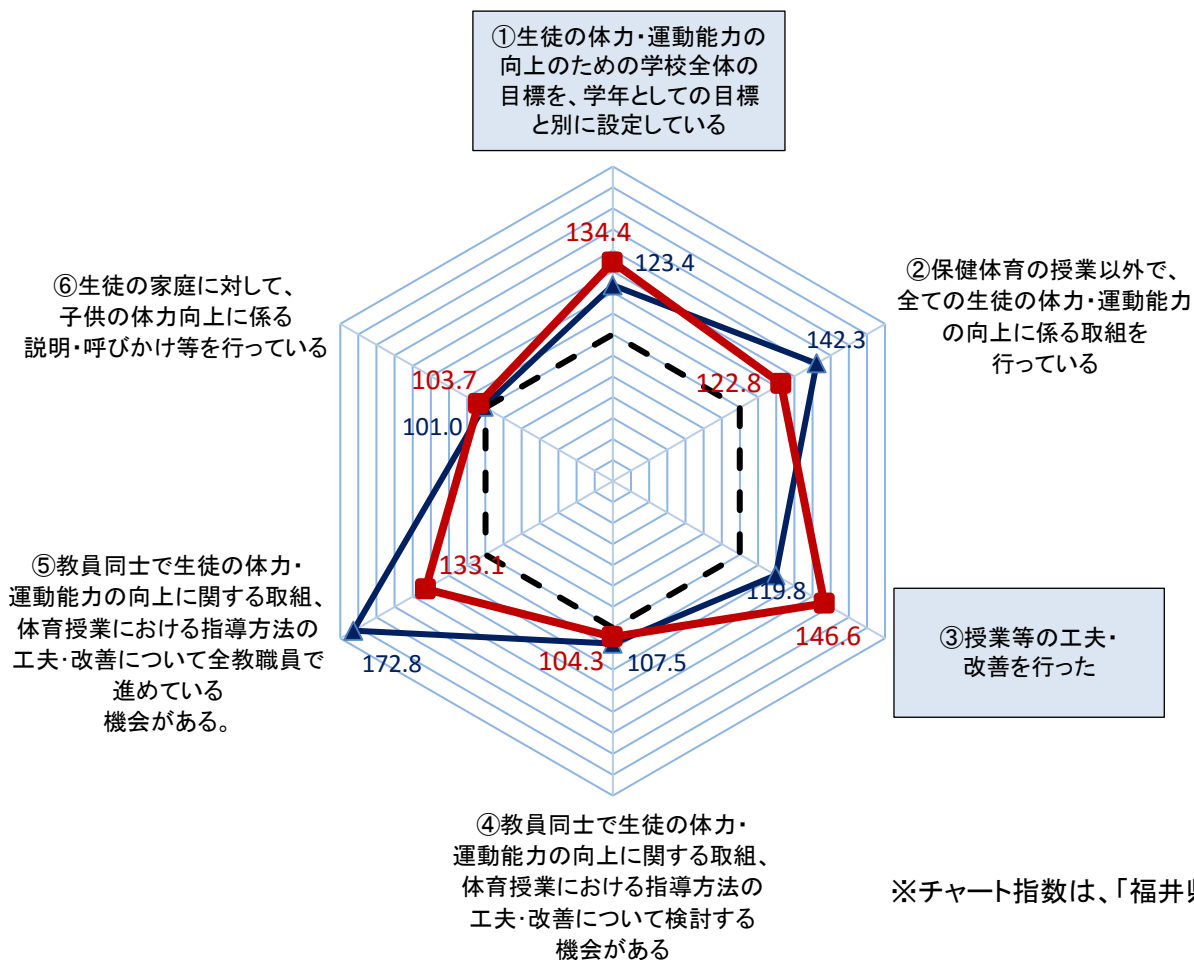 ①生徒の体力・運動能力の
向上のための学校全体の
目標を、学年としての目標
と別に設定している
134.4
123.4
②保健体育の授業以外で、
全ての生徒の体力・運動能力
の向上に係る取組を
行っている
142.3
122.8
⑥生徒の家庭に対して、
子供の体力向上に係る
説明・呼びかけ等を行っている
103.7
101.0
⑤教員同士で生徒の体力・
運動能力の向上に関する取組、
体育授業における指導方法の
工夫・改善について全教職員で
進めている
機会がある。
133.1
172.8
119.8
146.6
③授業等の工夫・
改善を行った
104.3
107.5
④教員同士で生徒の体力・
運動能力の向上に関する取組、
体育授業における指導方法の
工夫・改善について検討する
機会がある
※チャート指数は、「福井